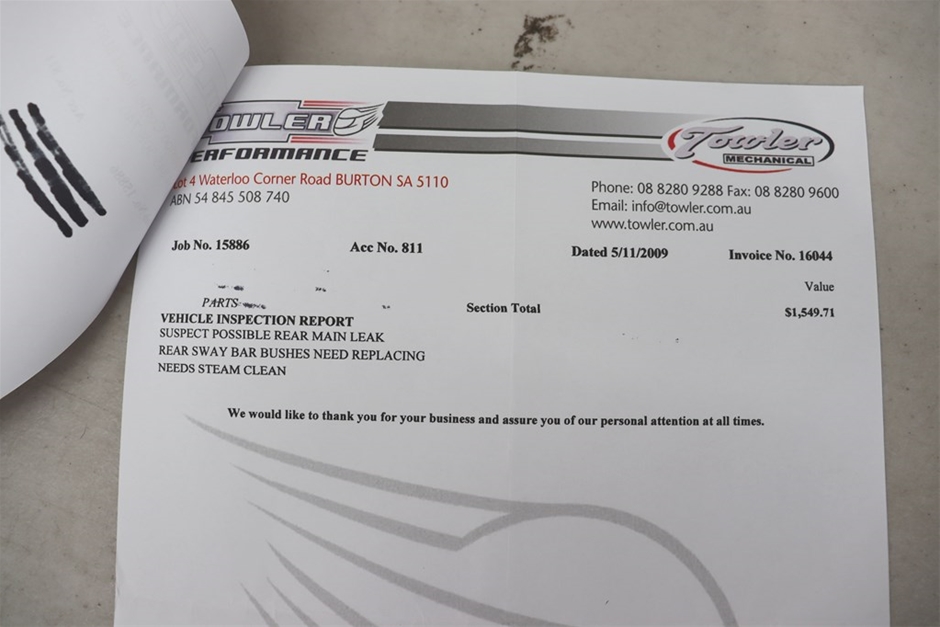 OWLER
ERFORMANCE
Towler
MECHANICAL
Lot 4 Waterloo Corner Road BURTON SA 5110
ABN 54 845 508 740
Phone: 08 8280 9288 Fax: 08 8280 9600
Email: info@towler.com.au
www.towler.com.au
Job No. 15886 Acc No. 811 Dated 5/11/2009 Invoice No. 16044
Value
PARTS Section Total $1,549.71
VEHICLE INSPECTION REPORT
SUSPECT POSSIBLE REAR MAIN LEAK
REAR SWAY BAR BUSHES NEED REPLACING
NEEDS STEAM CLEAN
We would like to thank you for your business and assure you of our personal attention at all times.